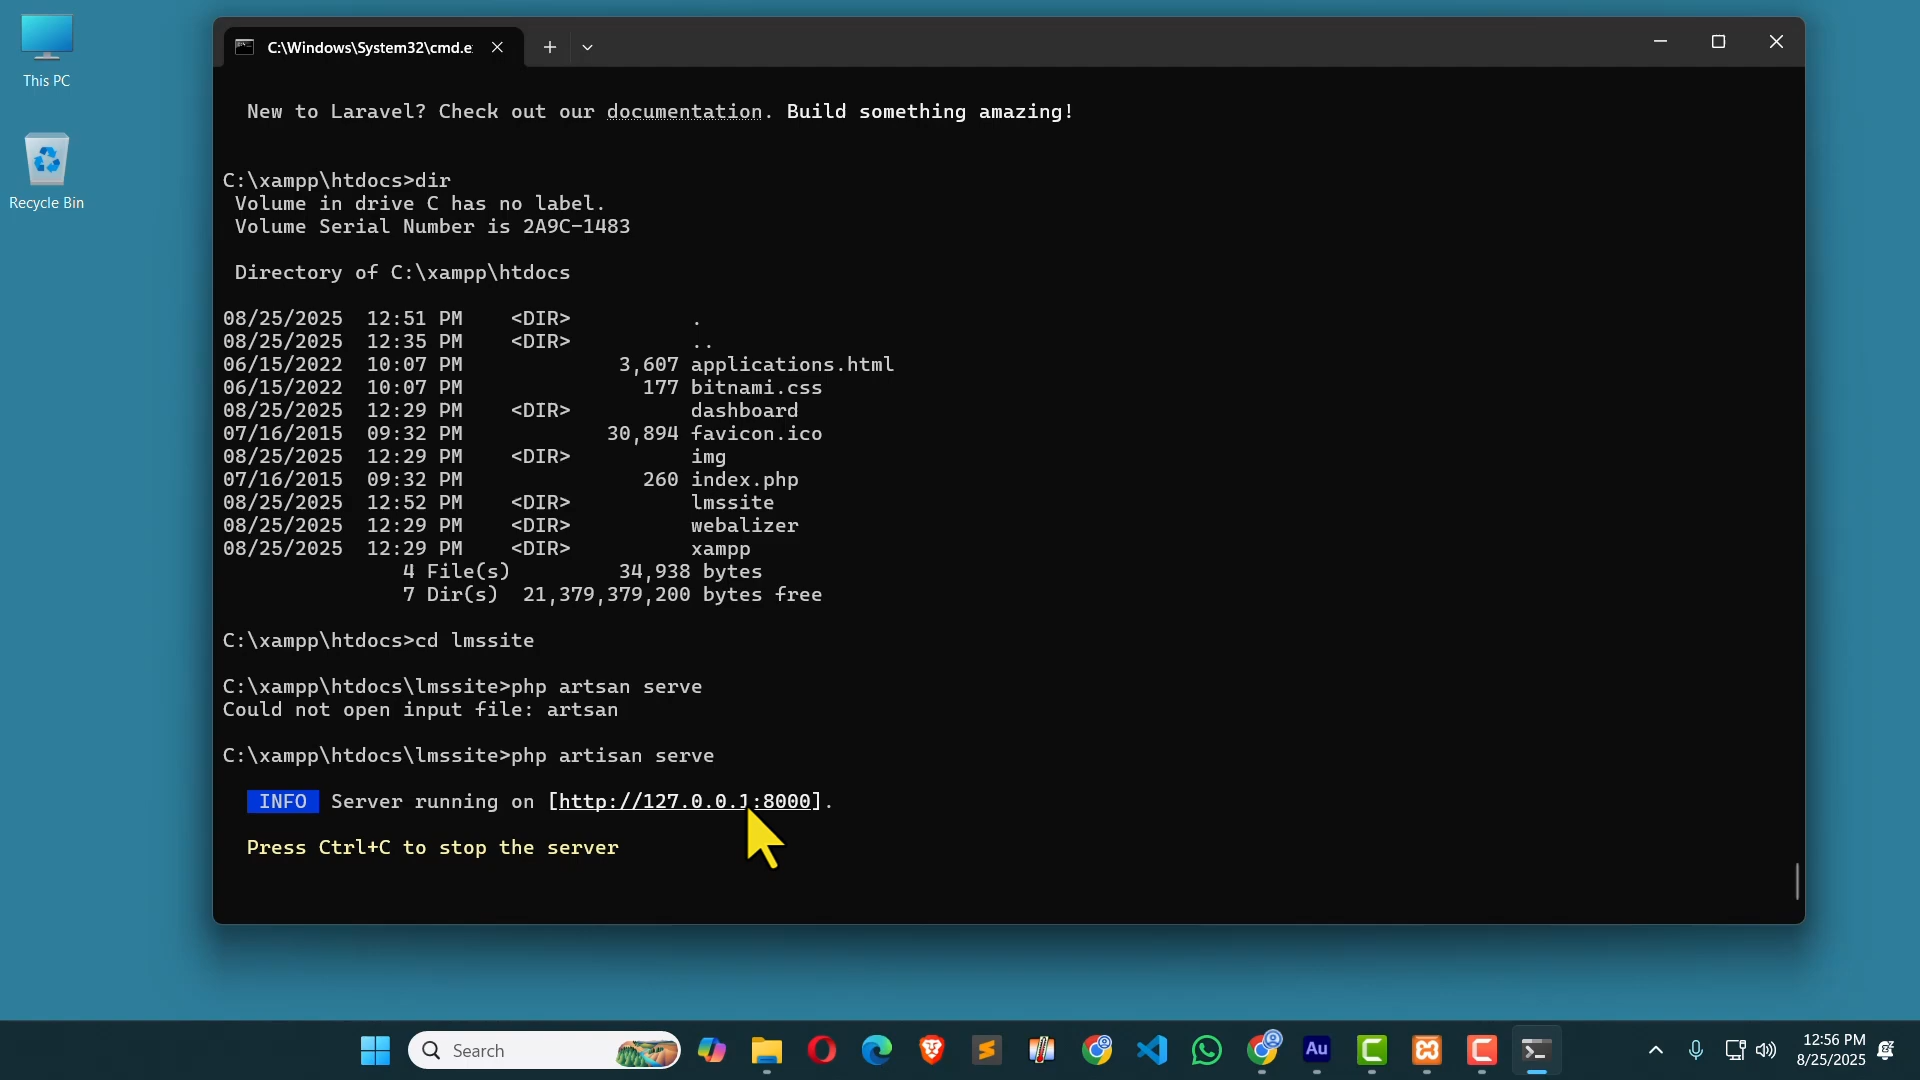 This PC
Recycle Bin
C:\Windows\System32\cmd.e
New to Laravel? Check out our documentation. Build something amazing!
C:\xampp\htdocs>dir
Volume in drive C has no label.
Volume Serial Number is 2A9C-1483
Directory of C:\xampp\htdocs
08/25/2025  12:51 PM    <DIR>          .
08/25/2025  12:35 PM    <DIR>          ..
06/15/2022  10:07 PM             3,607 applications.html
06/15/2022  10:07 PM               177 bitnami.css
08/25/2025  12:29 PM    <DIR>          dashboard
07/16/2015  09:32 PM            30,894 favicon.ico
08/25/2025  12:29 PM    <DIR>          img
07/16/2015  09:32 PM               260 index.php
08/25/2025  12:52 PM    <DIR>          lmssite
08/25/2025  12:29 PM    <DIR>          webalizer
08/25/2025  12:29 PM    <DIR>          xampp
4 File(s)         34,938 bytes
7 Dir(s)  21,379,379,200 bytes free
C:\xampp\htdocs>cd lmssite
C:\xampp\htdocs\lmssite>php artsan serve
Could not open input file: artsan
C:\xampp\htdocs\lmssite>php artisan serve
INFO Server running on [http://127.0.0.1:8000].
Press Ctrl+C to stop the server
Search
Au
12:56 PM
8/25/2025